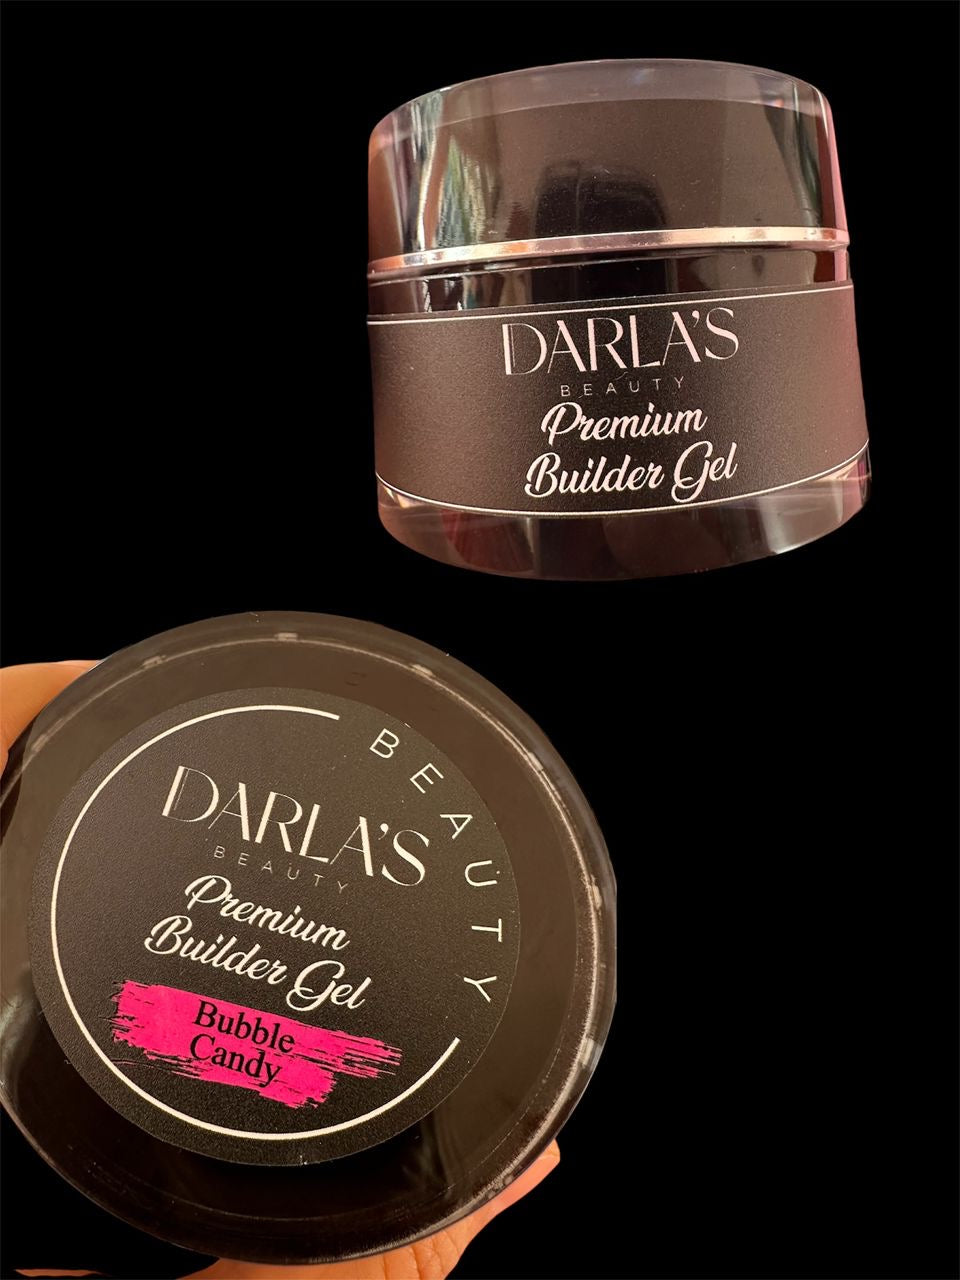 DARLA'S
BEAUTY
Premium
Builder Gel
BEAUTY
DARLA'S
BEAUTY
Premium
Builder Gel
Bubble
Candy